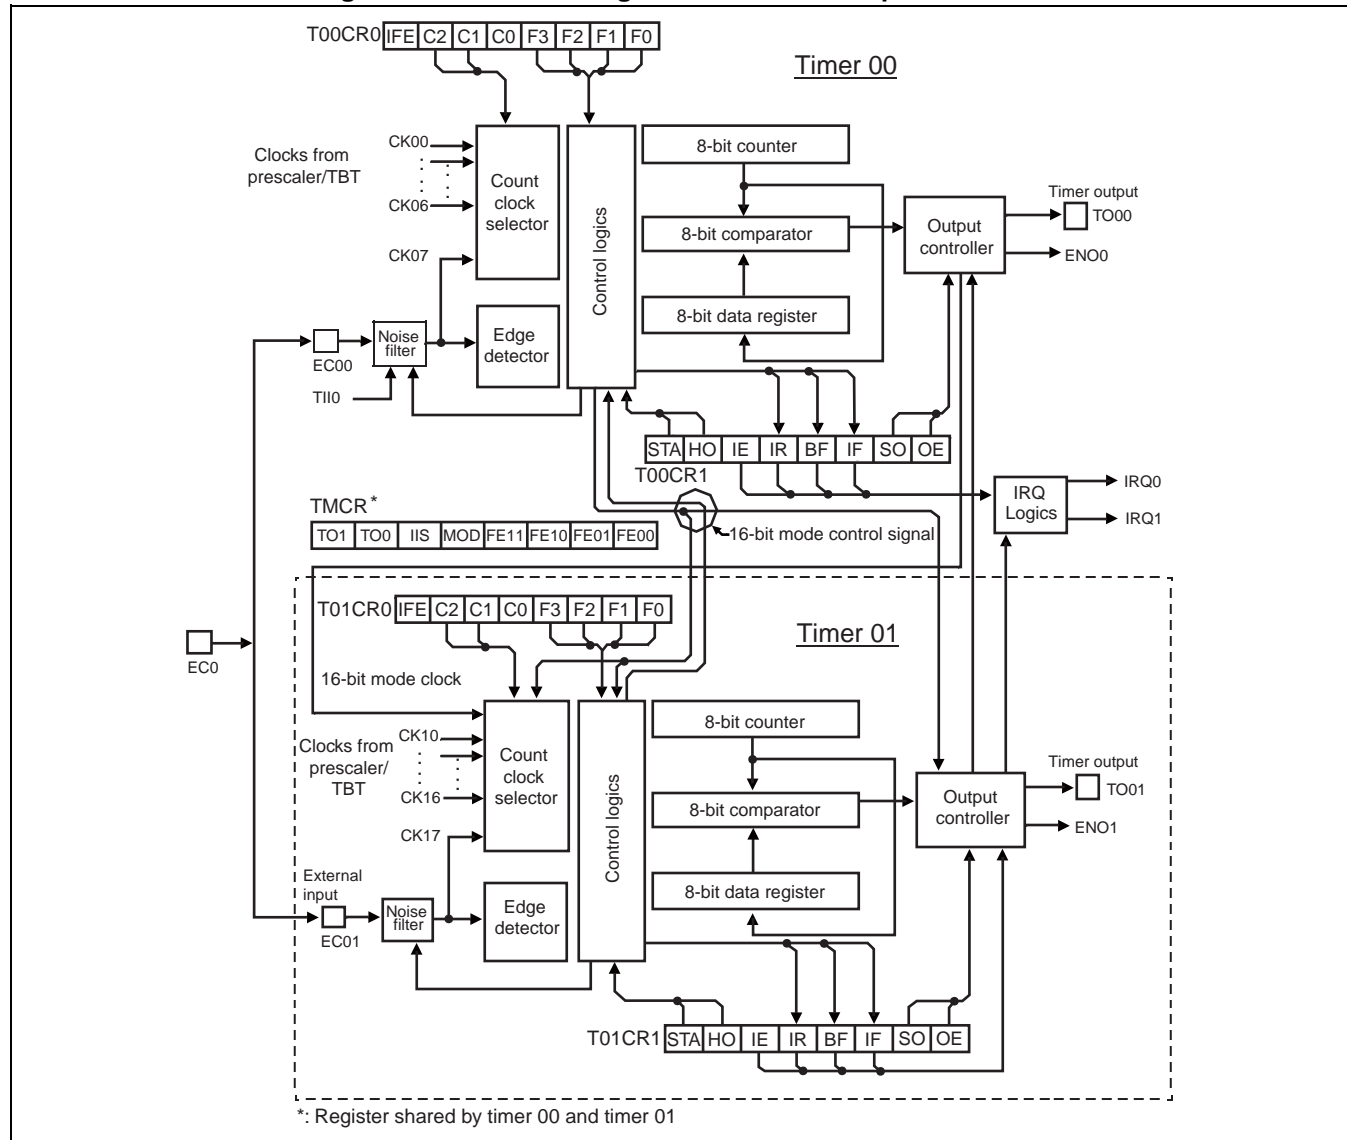 T00CR0 IFE C2 C1 C0 F3 F2 F1 F0
Timer 00
Clocks from
prescaler/TBT
CK00
CK06
CK07
Count
clock
selector
Control logics
8-bit counter
8-bit comparator
8-bit data register
Output
controller
Timer output
TO00
ENO0
EC00
TII0
Noise
filter
Edge
detector
STA HO IE IR BF IF SO OE
T00CR1
IRQ
Logics
IRQ0
IRQ1
16-bit mode control signal
TMCR*
TO1 TO0 IIS MOD FE11 FE10 FE01 FE00
T01CR0 IFE C2 C1 C0 F3 F2 F1 F0
Timer 01
EC0
16-bit mode clock
Clocks from
prescaler/
TBT
CK10
CK16
CK17
Count
clock
selector
Control logics
8-bit counter
8-bit comparator
8-bit data register
Output
controller
Timer output
TO01
ENO1
External
input
EC01
Noise
filter
Edge
detector
T01CR1 STA HO IE IR BF IF SO OE
*: Register shared by timer 00 and timer 01